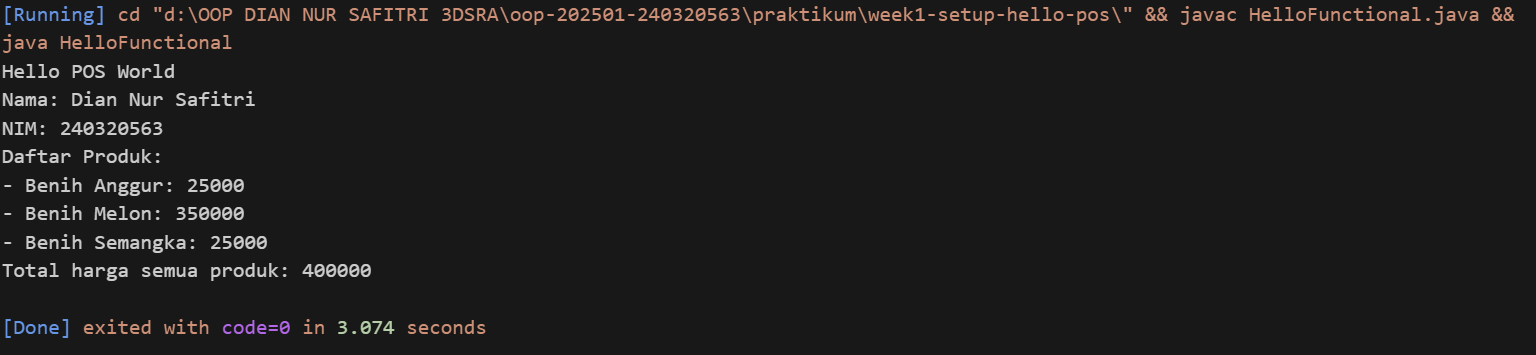 [Running] cd "d:\OOP DIAN NUR SAFITRI 3DSRA\oop-202501-240320563\praktikum\week1-setup-hello-pos\" && javac HelloFunctional.java &&
java HelloFunctional
Hello POS World
Nama: Dian Nur Safitri
NIM: 240320563
Daftar Produk:
- Benih Anggur: 25000
- Benih Melon: 350000
- Benih Semangka: 25000
Total harga semua produk: 400000
[Done] exited with code=0 in 3.074 seconds